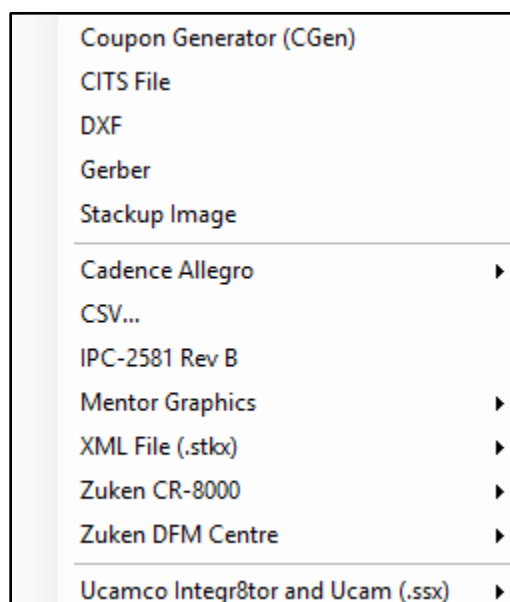 Coupon Generator (CGen)
CITS File
DXF
Gerber
Stackup Image
Cadence Allegro
CSV...
IPC-2581 Rev B
Mentor Graphics
XML File (.stkx)
Zuken CR-8000
Zuken DFM Centre
Ucamco Integr8tor and Ucam (.ssx)